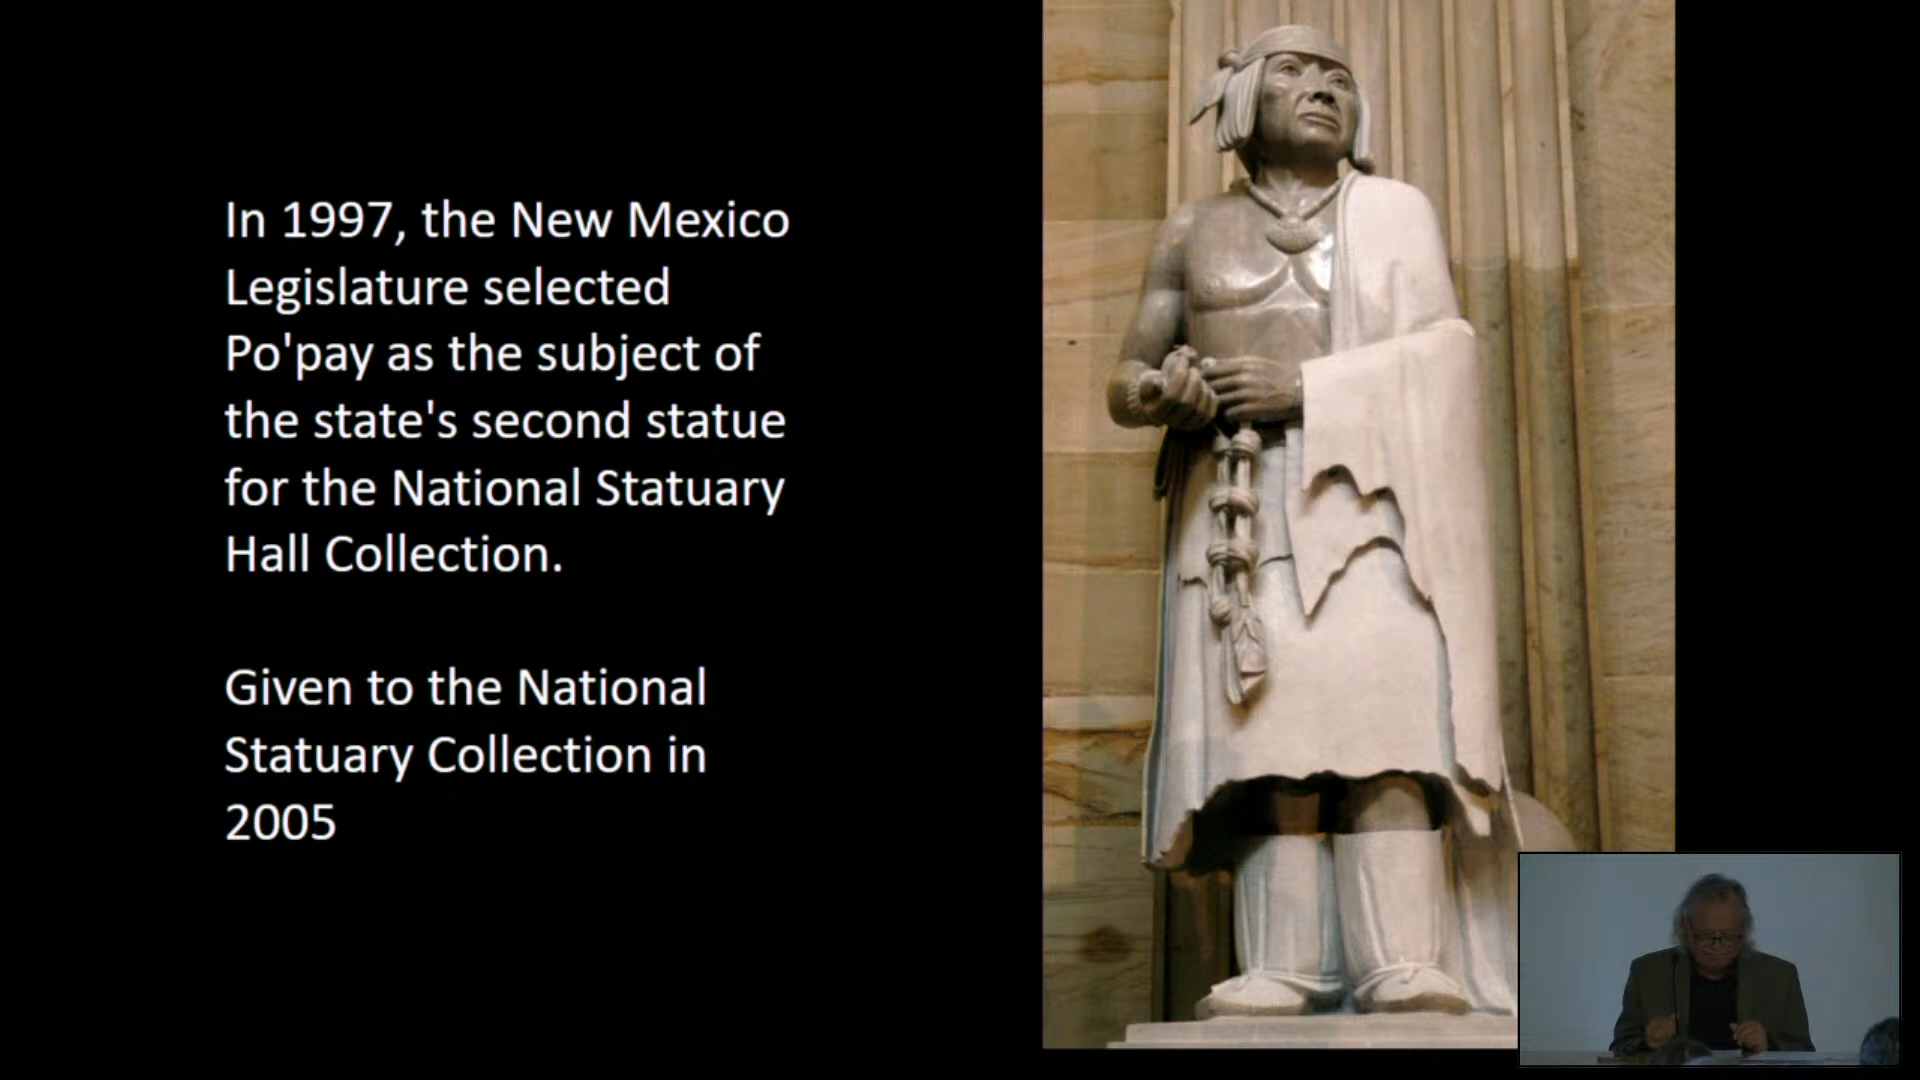 In 1997, the New Mexico
Legislature selected
Po'pay as the subject of
the state's second statue
for the National Statuary
Hall Collection.
Given to the National
Statuary Collection in
2005